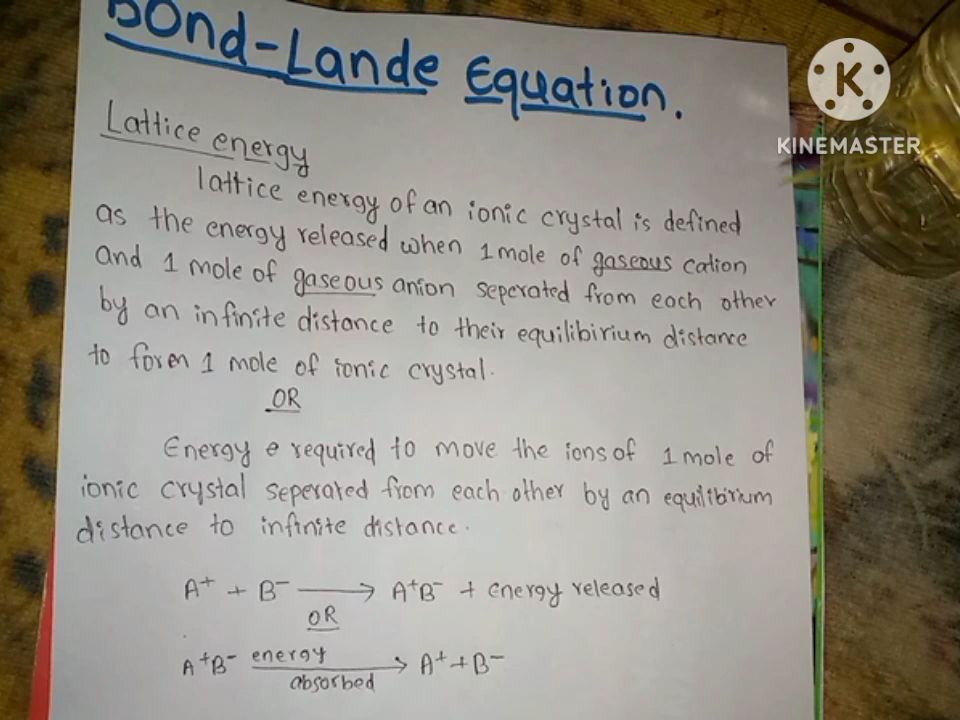 Bond-Lande Equation.
Lattice energy
lattice energy of an ionic crystal is defined
as the energy released when 1 mole of gaseous cation
and 1 mole of gaseous anion seperated from each other
by an infinite distance to their equilibirium distance
to form 1 mole of ionic crystal.
OR
Energy e required to move the ions of 1 mole of
ionic crystal seperated from each other by an equilibrium
distance to infinite distance.
A⁺ + B⁻ ⟶ A⁺B⁻ + energy released
OR
A⁺B⁻ energy absorbed ⟶ A⁺ + B⁻
K
KINEMASTER